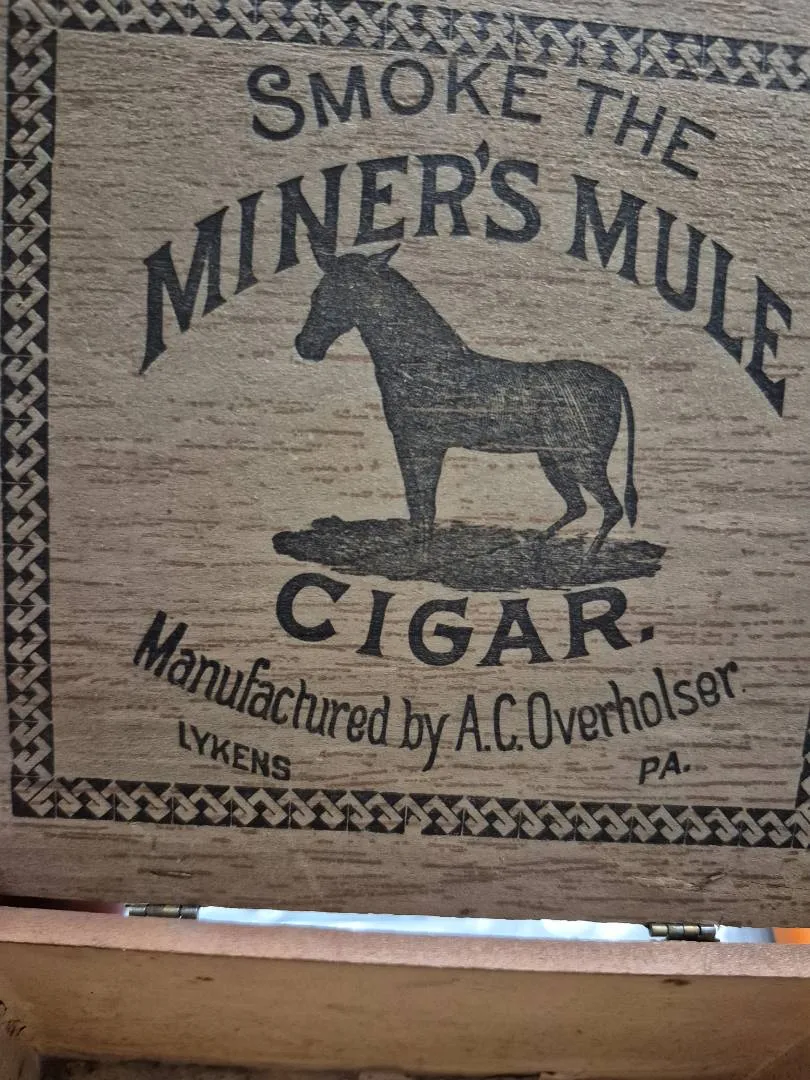 SMOKE THE
MINER'S MULE
CIGAR.
Manufactured by A.C. Overholser.
LYKENS PA.